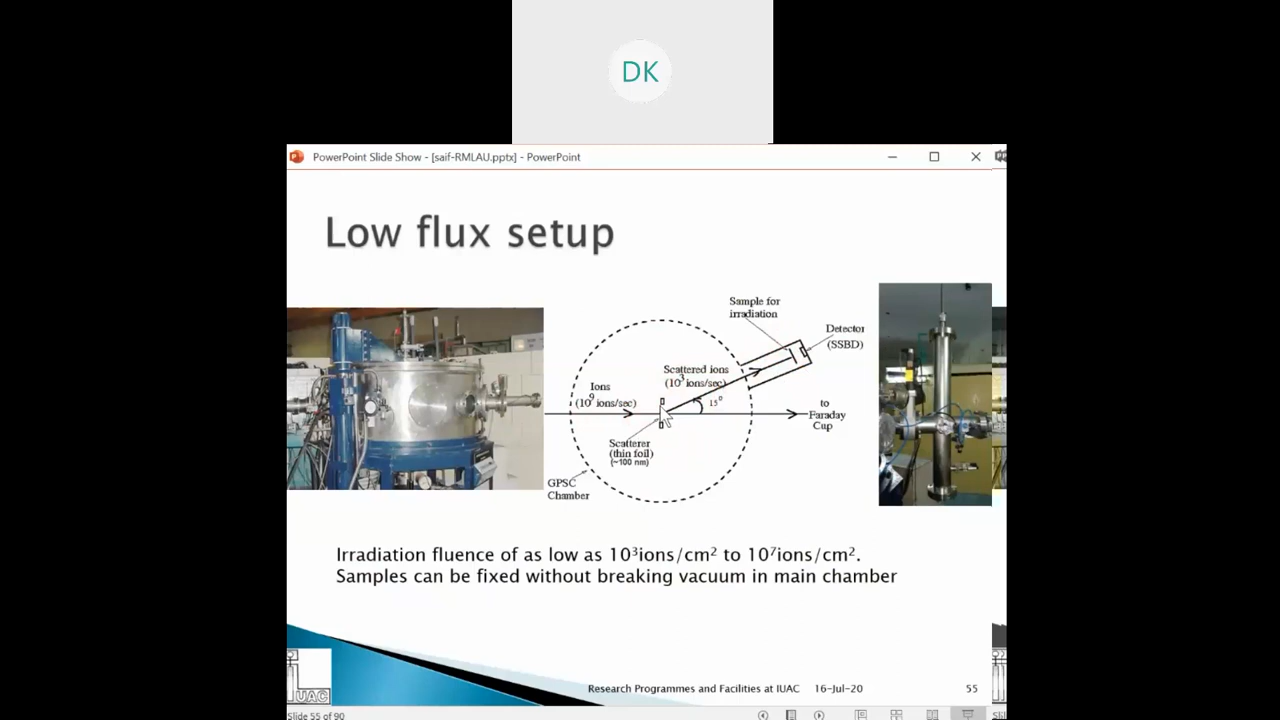 DK
PowerPoint Slide Show - [saif-RMLAU.pptx] - PowerPoint
Low flux setup
Sample for
irradiation
Detector
(SSBD)
Scattered ions
(10³ ions/sec)
Ions
(10⁹ ions/sec)
15⁰
to
Faraday
Cup
Scatterer
(thin foil)
(~100 nm)
GPSC
Chamber
Irradiation fluence of as low as 10³ions/cm² to 10⁷ions/cm².
Samples can be fixed without breaking vacuum in main chamber
IUAC
Research Programmes and Facilities at IUAC 16-Jul-20 55
Slide 55 of 90